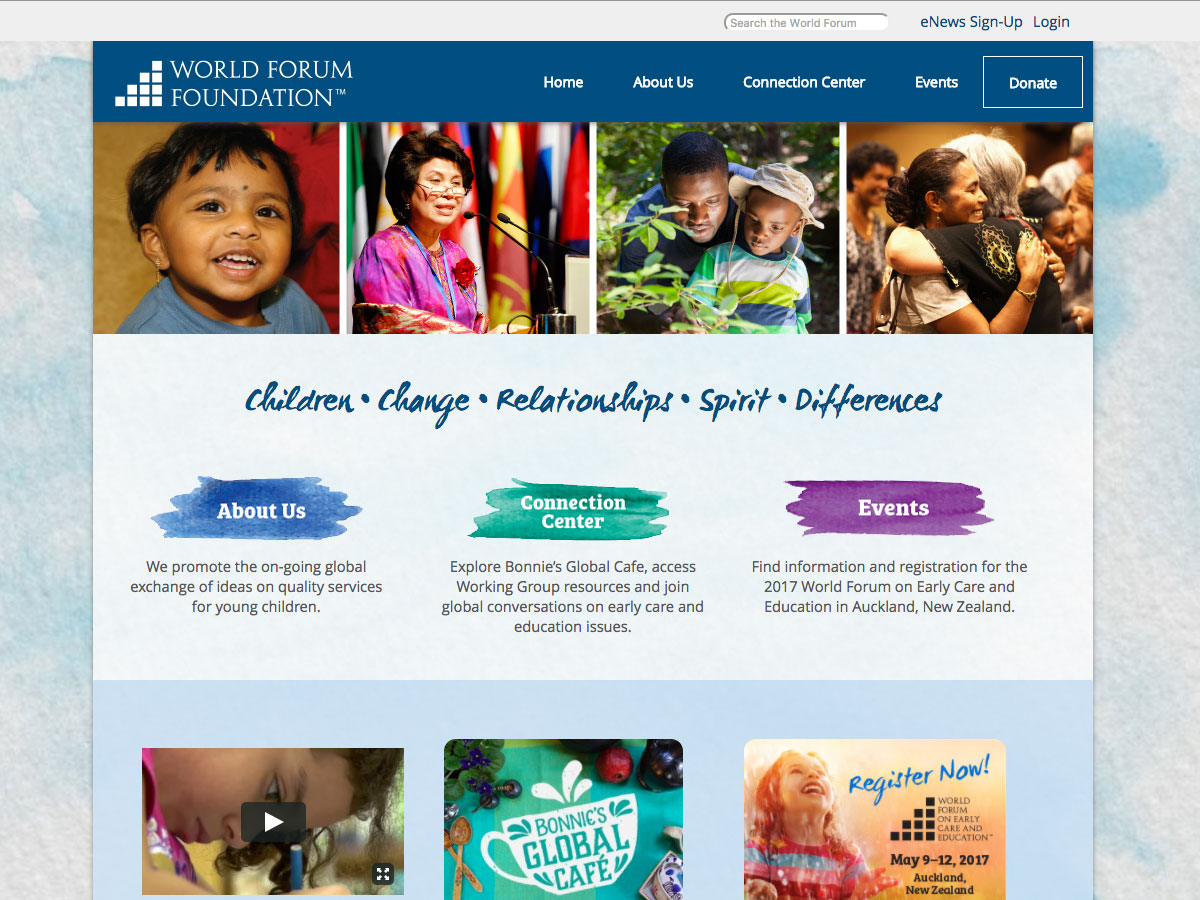 Search the World Forum
eNews Sign-Up Login
WORLD FORUM
FOUNDATION™
Home About Us Connection Center Events Donate
Children • Change • Relationships • Spirit • Differences
About Us
We promote the on-going global
exchange of ideas on quality services
for young children.
Connection
Center
Explore Bonnie’s Global Cafe, access
Working Group resources and join
global conversations on early care and
education issues.
Events
Find information and registration for the
2017 World Forum on Early Care and
Education in Auckland, New Zealand.
BONNIE'S
GLOBAL
CAFÉ
Register Now!
WORLD
FORUM
ON EARLY
CARE AND
EDUCATION™
May 9–12, 2017
Auckland,
New Zealand